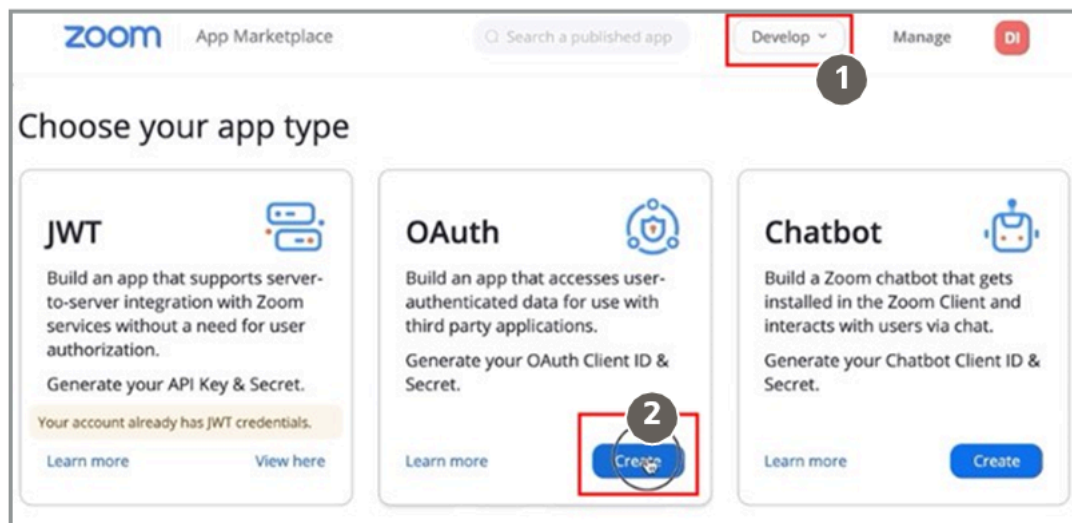 zoom App Marketplace Search a published app Develop Manage DI
1
Choose your app type
JWT
Build an app that supports server-
to-server integration with Zoom
services without a need for user
authorization.
Generate your API Key & Secret.
Your account already has JWT credentials.
Learn more View here
OAuth
Build an app that accesses user-
authenticated data for use with
third party applications.
Generate your OAuth Client ID &
Secret.
2
Learn more Create
Chatbot
Build a Zoom chatbot that gets
installed in the Zoom Client and
interacts with users via chat.
Generate your Chatbot Client ID &
Secret.
Learn more Create